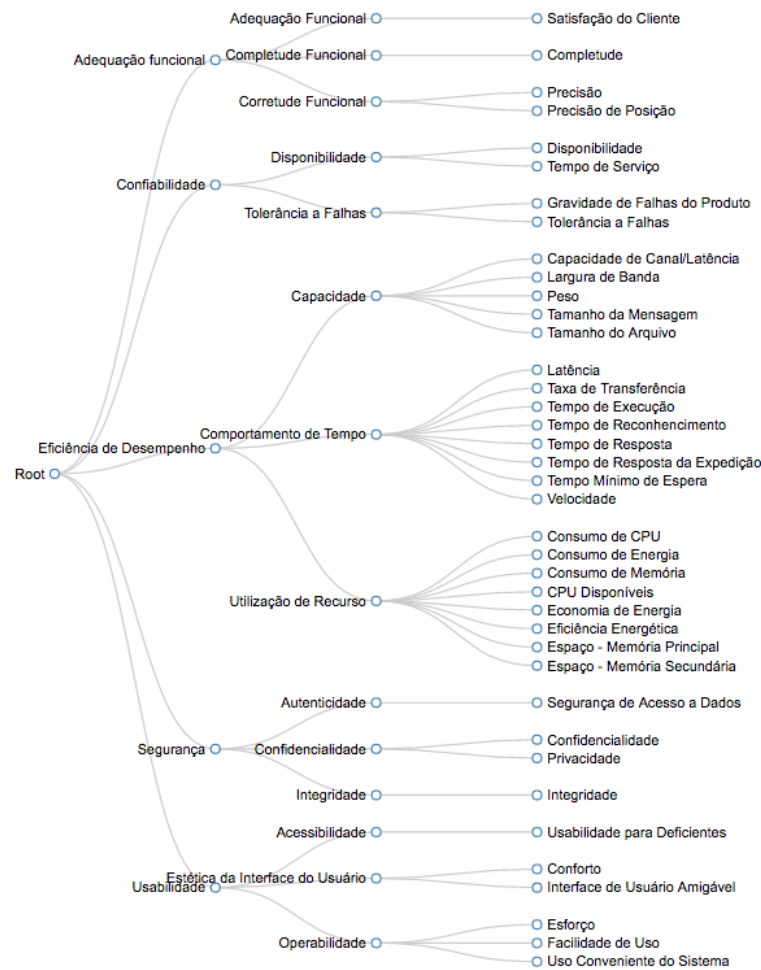 Adequação Funcional
Satisfação do Cliente
Adequação funcional
Completude Funcional
Completude
Corretude Funcional
Precisão
Precisão de Posição
Disponibilidade
Disponibilidade
Tempo de Serviço
Confiabilidade
Tolerância a Falhas
Gravidade de Falhas do Produto
Tolerância a Falhas
Capacidade
Capacidade de Canal/Latência
Largura de Banda
Peso
Tamanho da Mensagem
Tamanho do Arquivo
Root
Eficiência de Desempenho
Comportamento de Tempo
Latência
Taxa de Transferência
Tempo de Execução
Tempo de Reconhencimento
Tempo de Resposta
Tempo de Resposta da Expedição
Tempo Mínimo de Espera
Velocidade
Utilização de Recurso
Consumo de CPU
Consumo de Energia
Consumo de Memória
CPU Disponíveis
Economia de Energia
Eficiência Energética
Espaço - Memória Principal
Espaço - Memória Secundária
Autenticidade
Segurança de Acesso a Dados
Segurança
Confidencialidade
Confidencialidade
Privacidade
Integridade
Integridade
Acessibilidade
Usabilidade para Deficientes
Usabilidade
Estética da Interface do Usuário
Conforto
Interface de Usuário Amigável
Operabilidade
Esforço
Facilidade de Uso
Uso Conveniente do Sistema